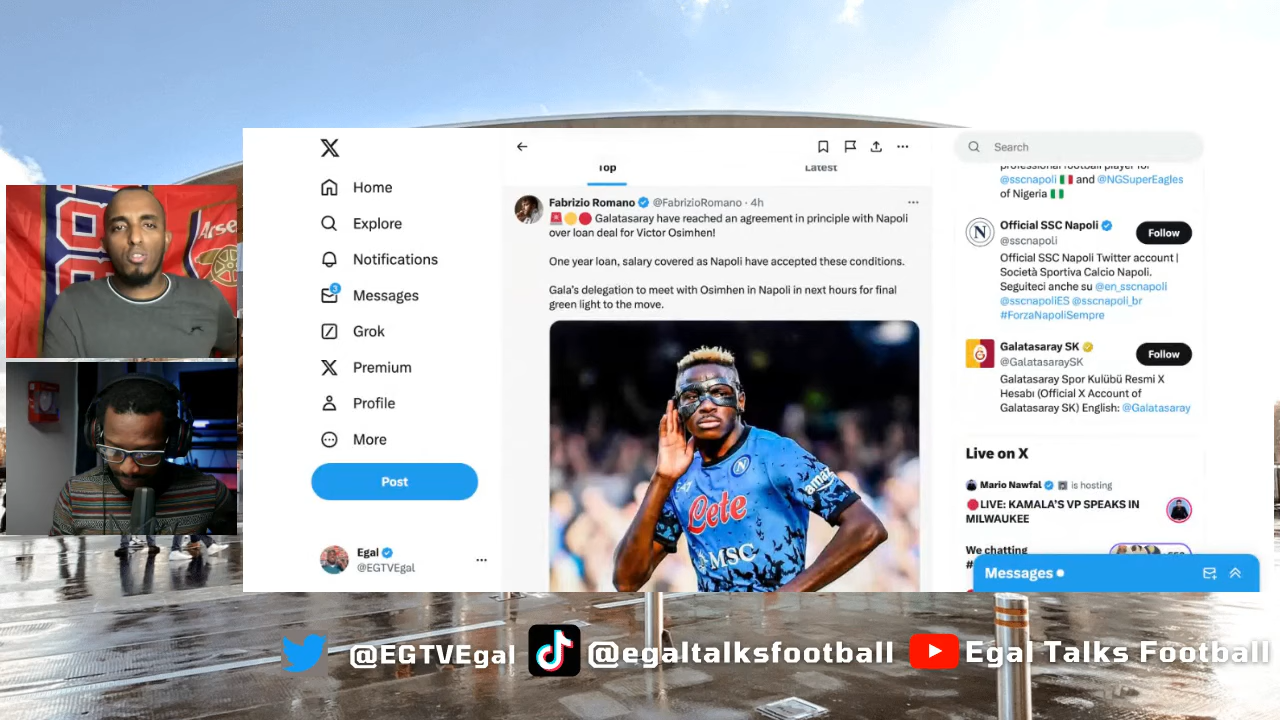 Top
Latest
Search
Home
Explore
Notifications
3
Messages
Grok
Premium
Profile
More
Post
Egal
@EGTVEgal
Fabrizio Romano @FabrizioRomano · 4h
🚨🟡🔴 Galatasaray have reached an agreement in principle with Napoli
over loan deal for Victor Osimhen!
One year loan, salary covered as Napoli have accepted these conditions.
Gala's delegation to meet with Osimhen in Napoli in next hours for final
green light to the move.
Lete
MSC
amaz
professional football player for
@sscnapoli 🇮🇹 and @NGSuperEagles
of Nigeria 🇳🇬
Official SSC Napoli
@sscnapoli
Follow
Official SSC Napoli Twitter account |
Società Sportiva Calcio Napoli.
Seguiteci anche su @en_sscnapoli
@sscnapoliES @sscnapoli_br
#ForzaNapoliSempre
Galatasaray SK
@GalatasaraySK
Follow
Galatasaray Spor Kulübü Resmi X
Hesabı (Official X Account of
Galatasaray SK) English: @Galatasaray
Live on X
Mario Nawfal is hosting
🔴LIVE: KAMALA'S VP SPEAKS IN
MILWAUKEE
We chatting
Messages
Arse
@EGTVEgal
@egaltalksfootball
Egal Talks Football